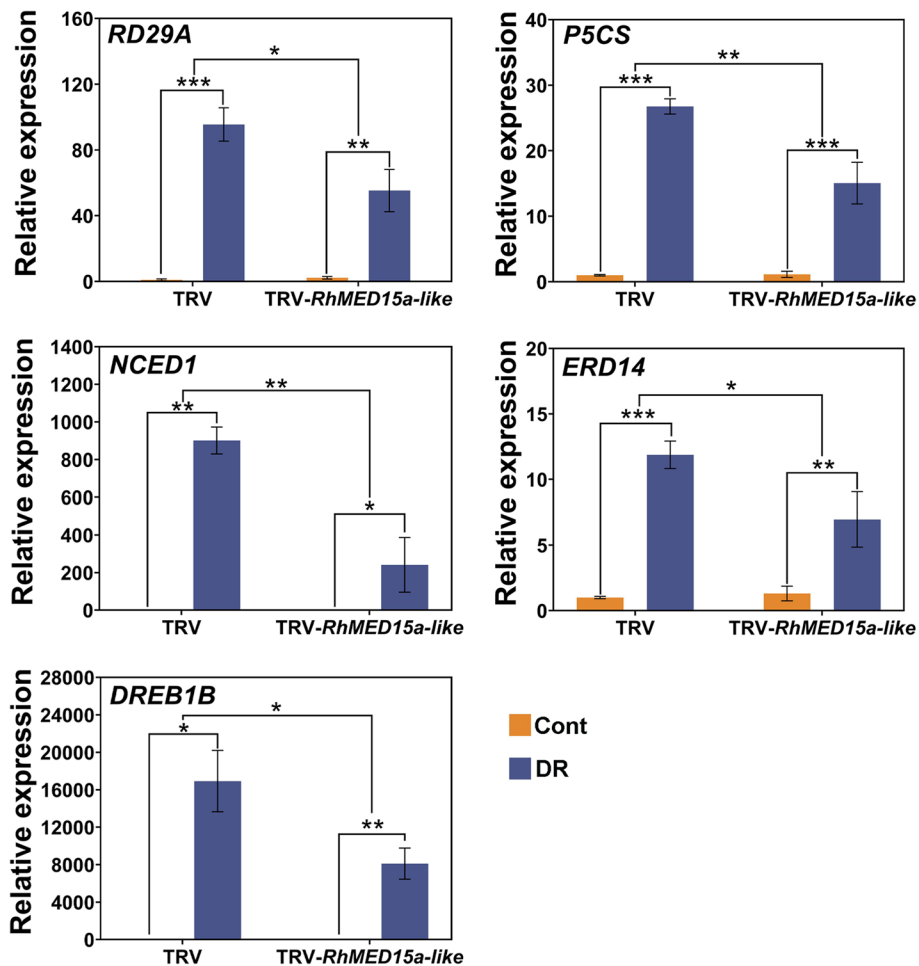 RD29A
Relative expression
160
120
80
40
0
*
***
**
TRV
TRV-RhMED15a-like
P5CS
Relative expression
40
30
20
10
0
**
***
***
TRV
TRV-RhMED15a-like
NCED1
Relative expression
1400
1200
1000
800
600
400
200
0
**
**
*
TRV
TRV-RhMED15a-like
ERD14
Relative expression
20
15
10
5
0
*
***
**
TRV
TRV-RhMED15a-like
DREB1B
Relative expression
28000
24000
20000
16000
12000
8000
4000
0
*
*
**
TRV
TRV-RhMED15a-like
Cont
DR